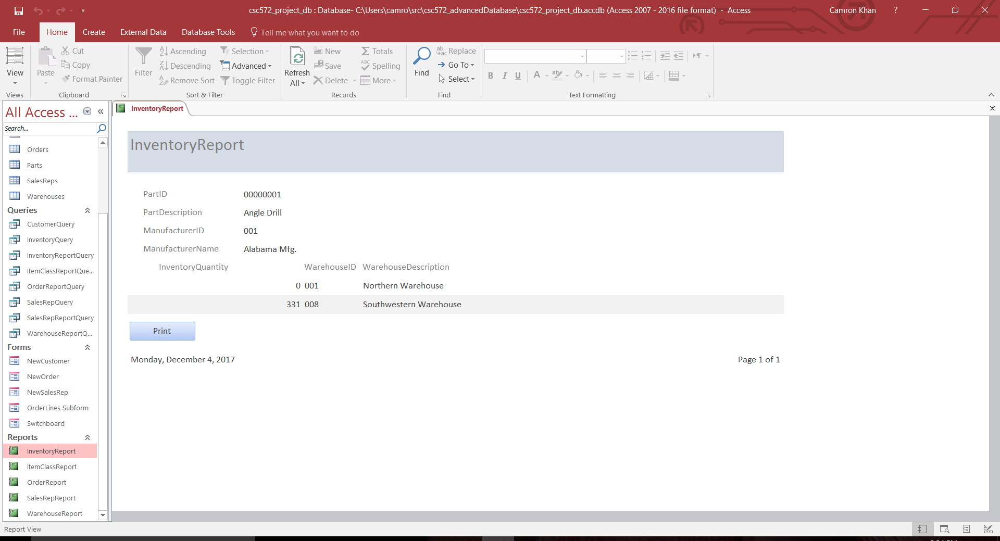 csc572_project_db : Database- C:\Users\camro\src\csc572_advancedDatabase\csc572_project_db.accdb (Access 2007 - 2016 file format) - Access
Camron Khan
?
File Home Create External Data Database Tools Tell me what you want to do
View
Views
Paste
Cut
Copy
Format Painter
Clipboard
Filter
Ascending
Descending
Remove Sort
Selection
Advanced
Toggle Filter
Sort & Filter
Refresh
All
New
Save
Delete
Totals
Spelling
More
Records
Find
Replace
Go To
Select
Find
B I U A
Text Formatting
All Access ...
Search...
Orders
Parts
SalesReps
Warehouses
Queries
CustomerQuery
InventoryQuery
InventoryReportQuery
ItemClassReportQue...
OrderReportQuery
SalesRepQuery
SalesRepReportQuery
WarehouseReportQ...
Forms
NewCustomer
NewOrder
NewSalesRep
OrderLines Subform
Switchboard
Reports
InventoryReport
ItemClassReport
OrderReport
SalesRepReport
WarehouseReport
InventoryReport
InventoryReport
PartID 00000001
PartDescription Angle Drill
ManufacturerID 001
ManufacturerName Alabama Mfg.
InventoryQuantity WarehouseID WarehouseDescription
0 001 Northern Warehouse
331 008 Southwestern Warehouse
Print
Monday, December 4, 2017 Page 1 of 1
Report View